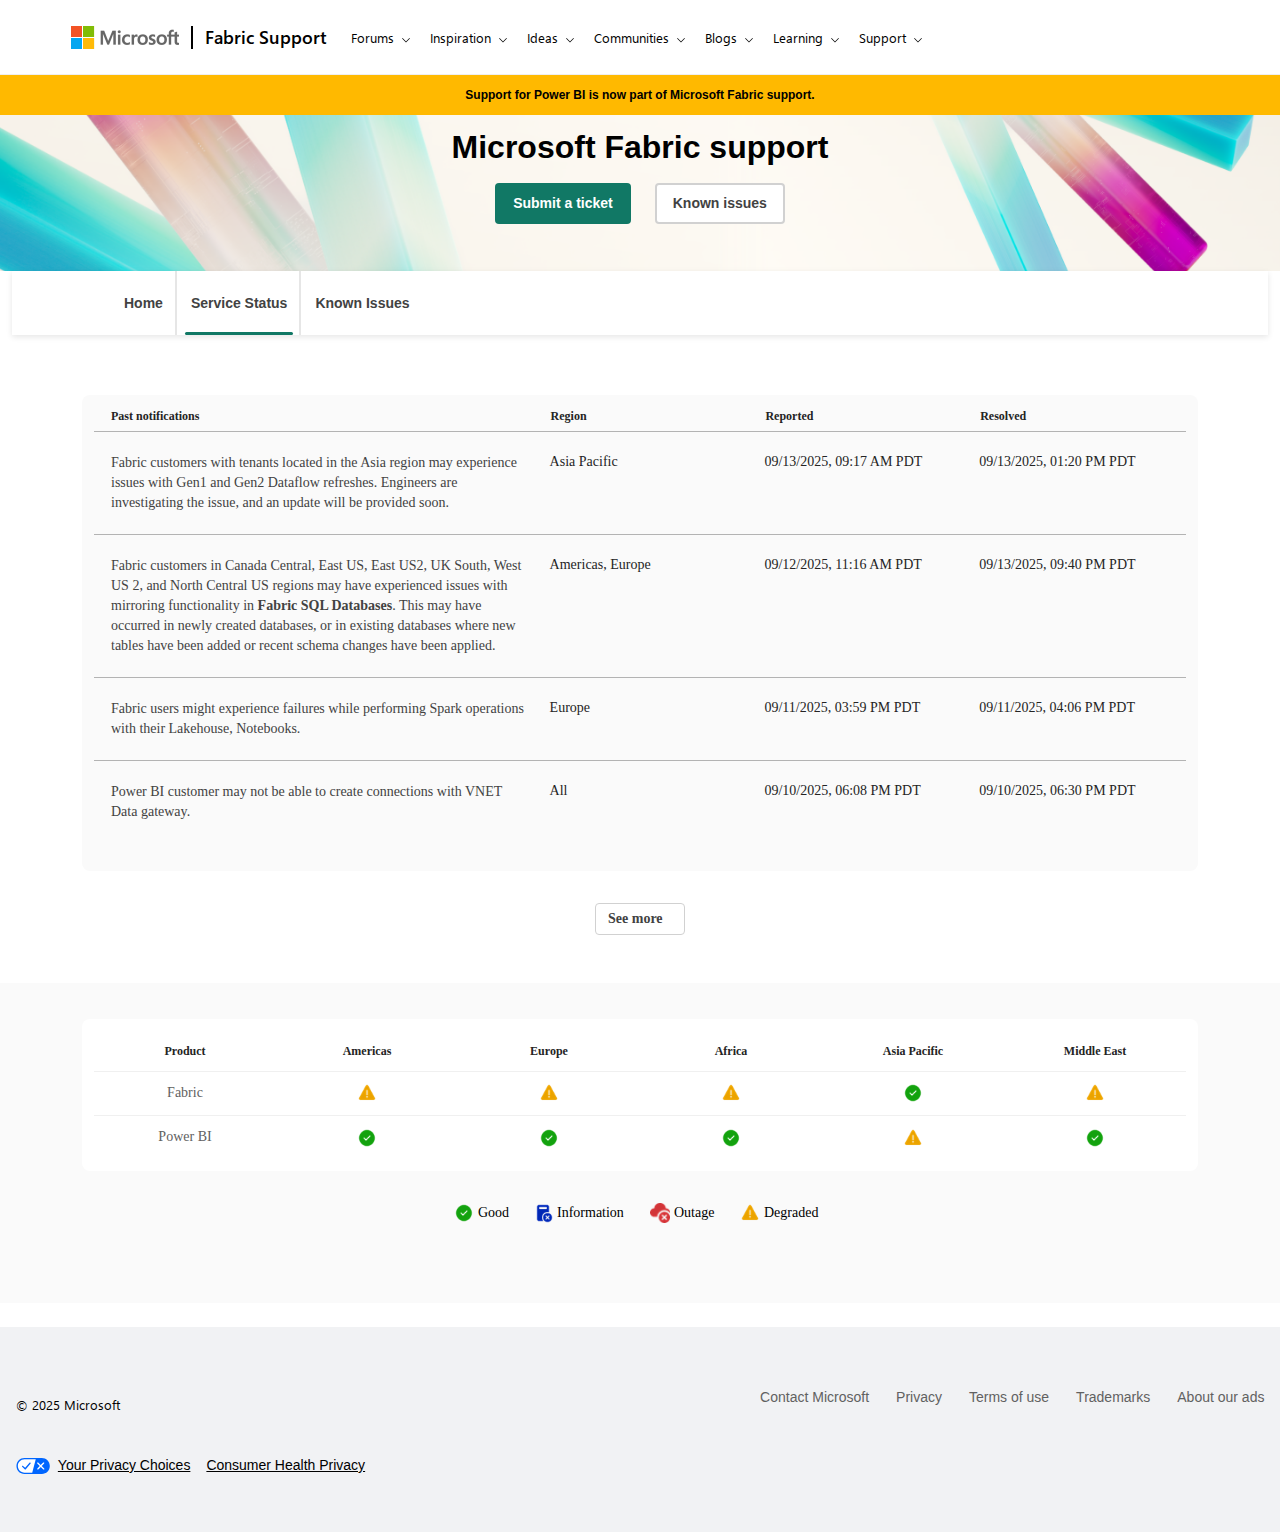 Microsoft
Fabric Support
Forums
Inspiration
Ideas
Communities
Blogs
Learning
Support
Support for Power BI is now part of Microsoft Fabric support.
Microsoft Fabric support
Submit a ticket
Known issues
Home
Service Status
Known Issues
Past notifications
Region
Reported
Resolved
Fabric customers with tenants located in the Asia region may experience
issues with Gen1 and Gen2 Dataflow refreshes. Engineers are
investigating the issue, and an update will be provided soon.
Asia Pacific
09/13/2025, 09:17 AM PDT
09/13/2025, 01:20 PM PDT
Fabric customers in Canada Central, East US, East US2, UK South, West
US 2, and North Central US regions may have experienced issues with
mirroring functionality in Fabric SQL Databases. This may have
occurred in newly created databases, or in existing databases where new
tables have been added or recent schema changes have been applied.
Americas, Europe
09/12/2025, 11:16 AM PDT
09/13/2025, 09:40 PM PDT
Fabric users might experience failures while performing Spark operations
with their Lakehouse, Notebooks.
Europe
09/11/2025, 03:59 PM PDT
09/11/2025, 04:06 PM PDT
Power BI customer may not be able to create connections with VNET
Data gateway.
All
09/10/2025, 06:08 PM PDT
09/10/2025, 06:30 PM PDT
See more
Product
Americas
Europe
Africa
Asia Pacific
Middle East
Fabric
Power BI
Good
Information
Outage
Degraded
© 2025 Microsoft
Contact Microsoft
Privacy
Terms of use
Trademarks
About our ads
Your Privacy Choices
Consumer Health Privacy